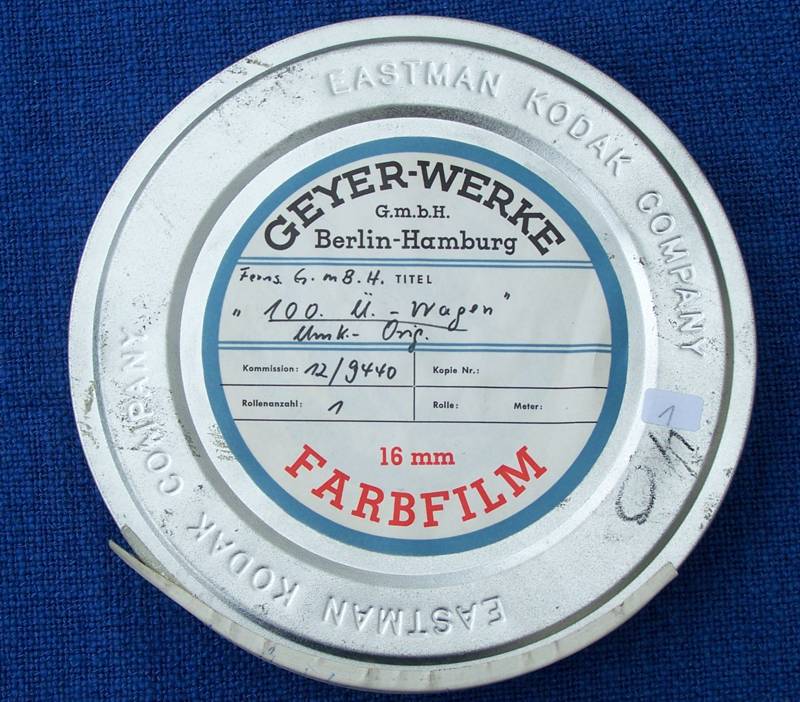 EASTMAN KODAK COMPANY
GEYER-WERKE
G.m.b.H.
Berlin-Hamburg
Ferns. G.mB.H. TITEL
"100. Ü.-Wagen"
Umk.- Orig.
Kommission: 12/9440
Kopie Nr.:
Rollenanzahl: 1
Rolle: Meter:
16 mm
FARBFILM
1
EASTMAN KODAK COMPANY